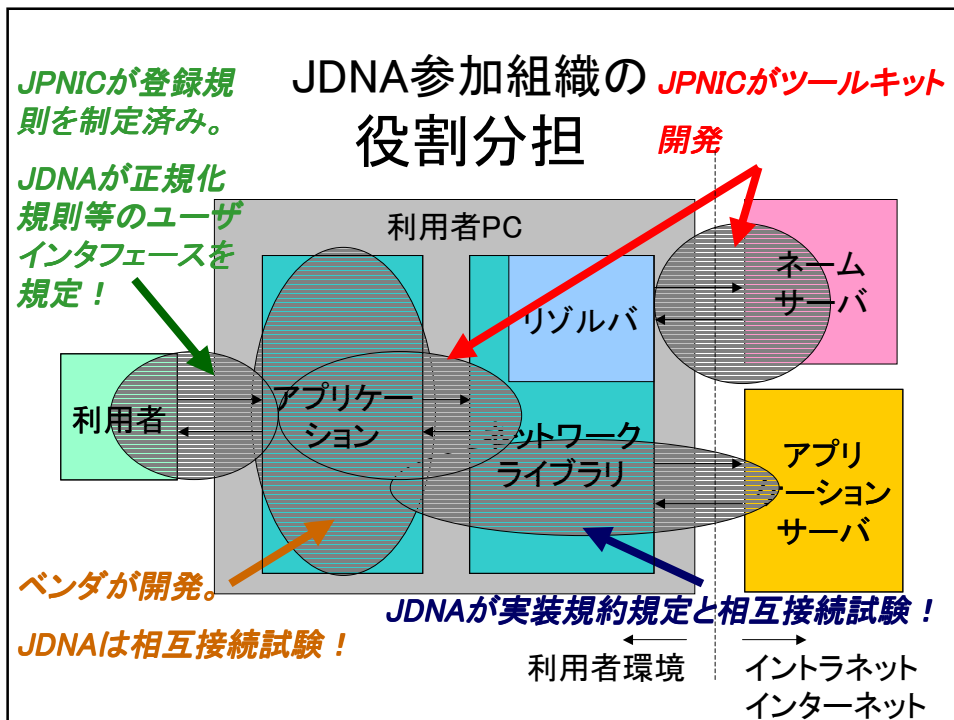 JDNA参加組織の
役割分担
JPNICが登録規
則を制定済み。
JDNAが正規化
規則等のユーザ
インタフェースを
規定！
JPNICがツールキット
開発
利用者PC
リゾルバ
ネーム
サーバ
利用者
アプリケー
ション
ネットワーク
ライブラリ
アプリ
ケーション
サーバ
ベンダが開発。
JDNAは相互接続試験！
JDNAが実装規約規定と相互接続試験！
利用者環境
イントラネット
インターネット